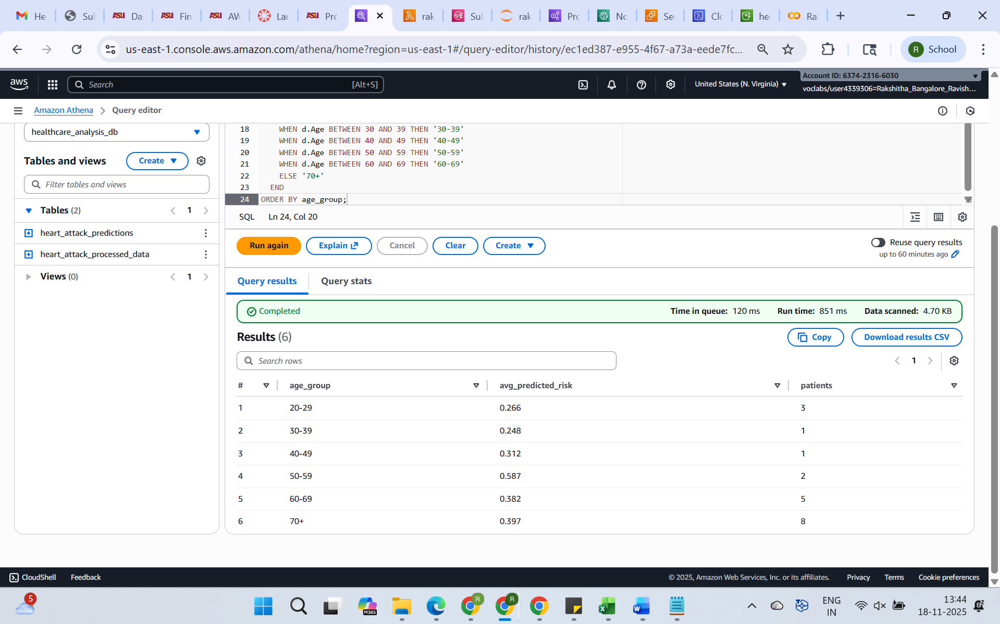 He
Sul
ASU Da
ASU Fin
ASU AW
Lau
ASU Pro
rak
Sul
rak
Pro
No
Sec
Clo
hea
Ra
us-east-1.console.aws.amazon.com/athena/home?region=us-east-1#/query-editor/history/ec1ed387-e955-4f67-a73a-eede7fc...
R School
aws
Search [Alt+S]
United States (N. Virginia)
Account ID: 6374-2316-6030
voclabs/user4339306=Rakshitha_Bangalore_Ravish...
Amazon Athena > Query editor
healthcare_analysis_db
Tables and views
Create
Filter tables and views
Tables (2) 1
heart_attack_predictions
heart_attack_processed_data
Views (0) 1
18 WHEN d.Age BETWEEN 30 AND 39 THEN '30-39'
19 WHEN d.Age BETWEEN 40 AND 49 THEN '40-49'
20 WHEN d.Age BETWEEN 50 AND 59 THEN '50-59'
21 WHEN d.Age BETWEEN 60 AND 69 THEN '60-69'
22 ELSE '70+'
23 END
24 ORDER BY age_group;
SQL Ln 24, Col 20
Run again Explain Cancel Clear Create
Reuse query results
up to 60 minutes ago
Query results Query stats
Completed Time in queue: 120 ms Run time: 851 ms Data scanned: 4.70 KB
Results (6) Copy Download results CSV
Search rows 1
# age_group avg_predicted_risk patients
1 20-29 0.266 3
2 30-39 0.248 1
3 40-49 0.312 1
4 50-59 0.587 2
5 60-69 0.382 5
6 70+ 0.397 8
CloudShell Feedback © 2025, Amazon Web Services, Inc. or its affiliates. Privacy Terms Cookie preferences
5
M365
R
R
ENG
IN
13:44
18-11-2025